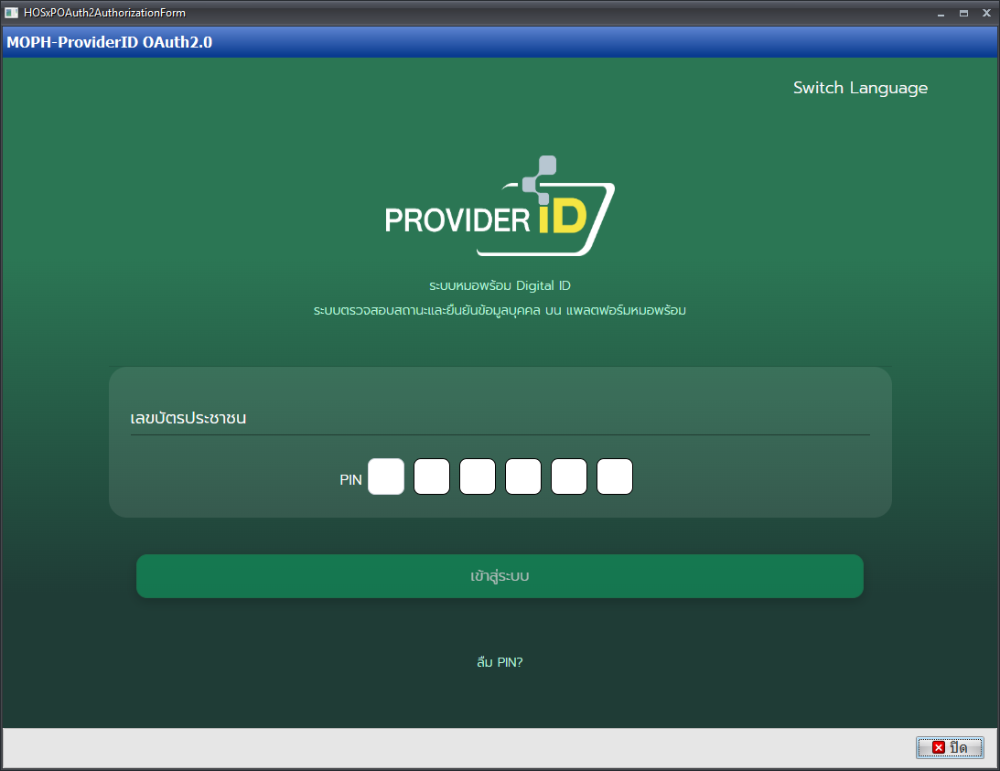 HOSxPOAuth2AuthorizationForm
MOPH-ProviderID OAuth2.0
Switch Language
PROVIDER iD
ระบบหมอพร้อม Digital ID
ระบบตรวจสอบสถานะและยืนยันข้อมูลบุคคล บน แพลตฟอร์มหมอพร้อม
เลขบัตรประชาชน
PIN
เข้าสู่ระบบ
ลืม PIN?
ปิด